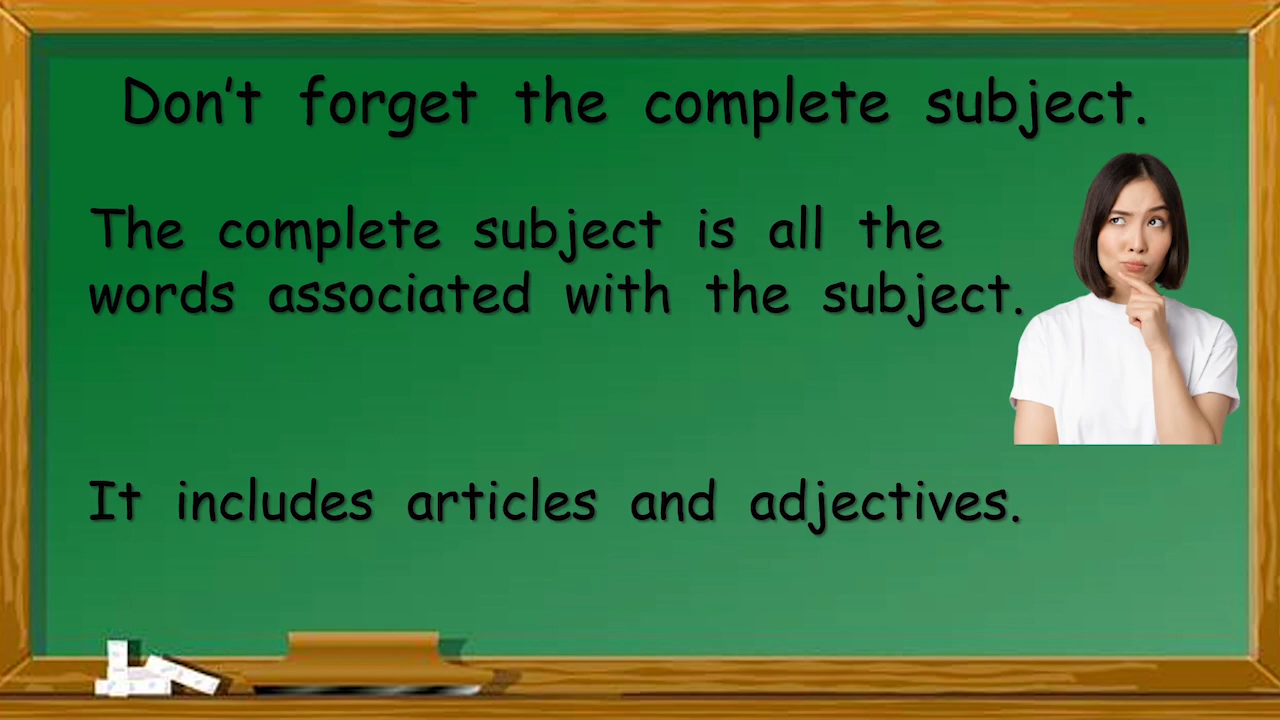 Don’t forget the complete subject.
The complete subject is all the
words associated with the subject.
It includes articles and adjectives.